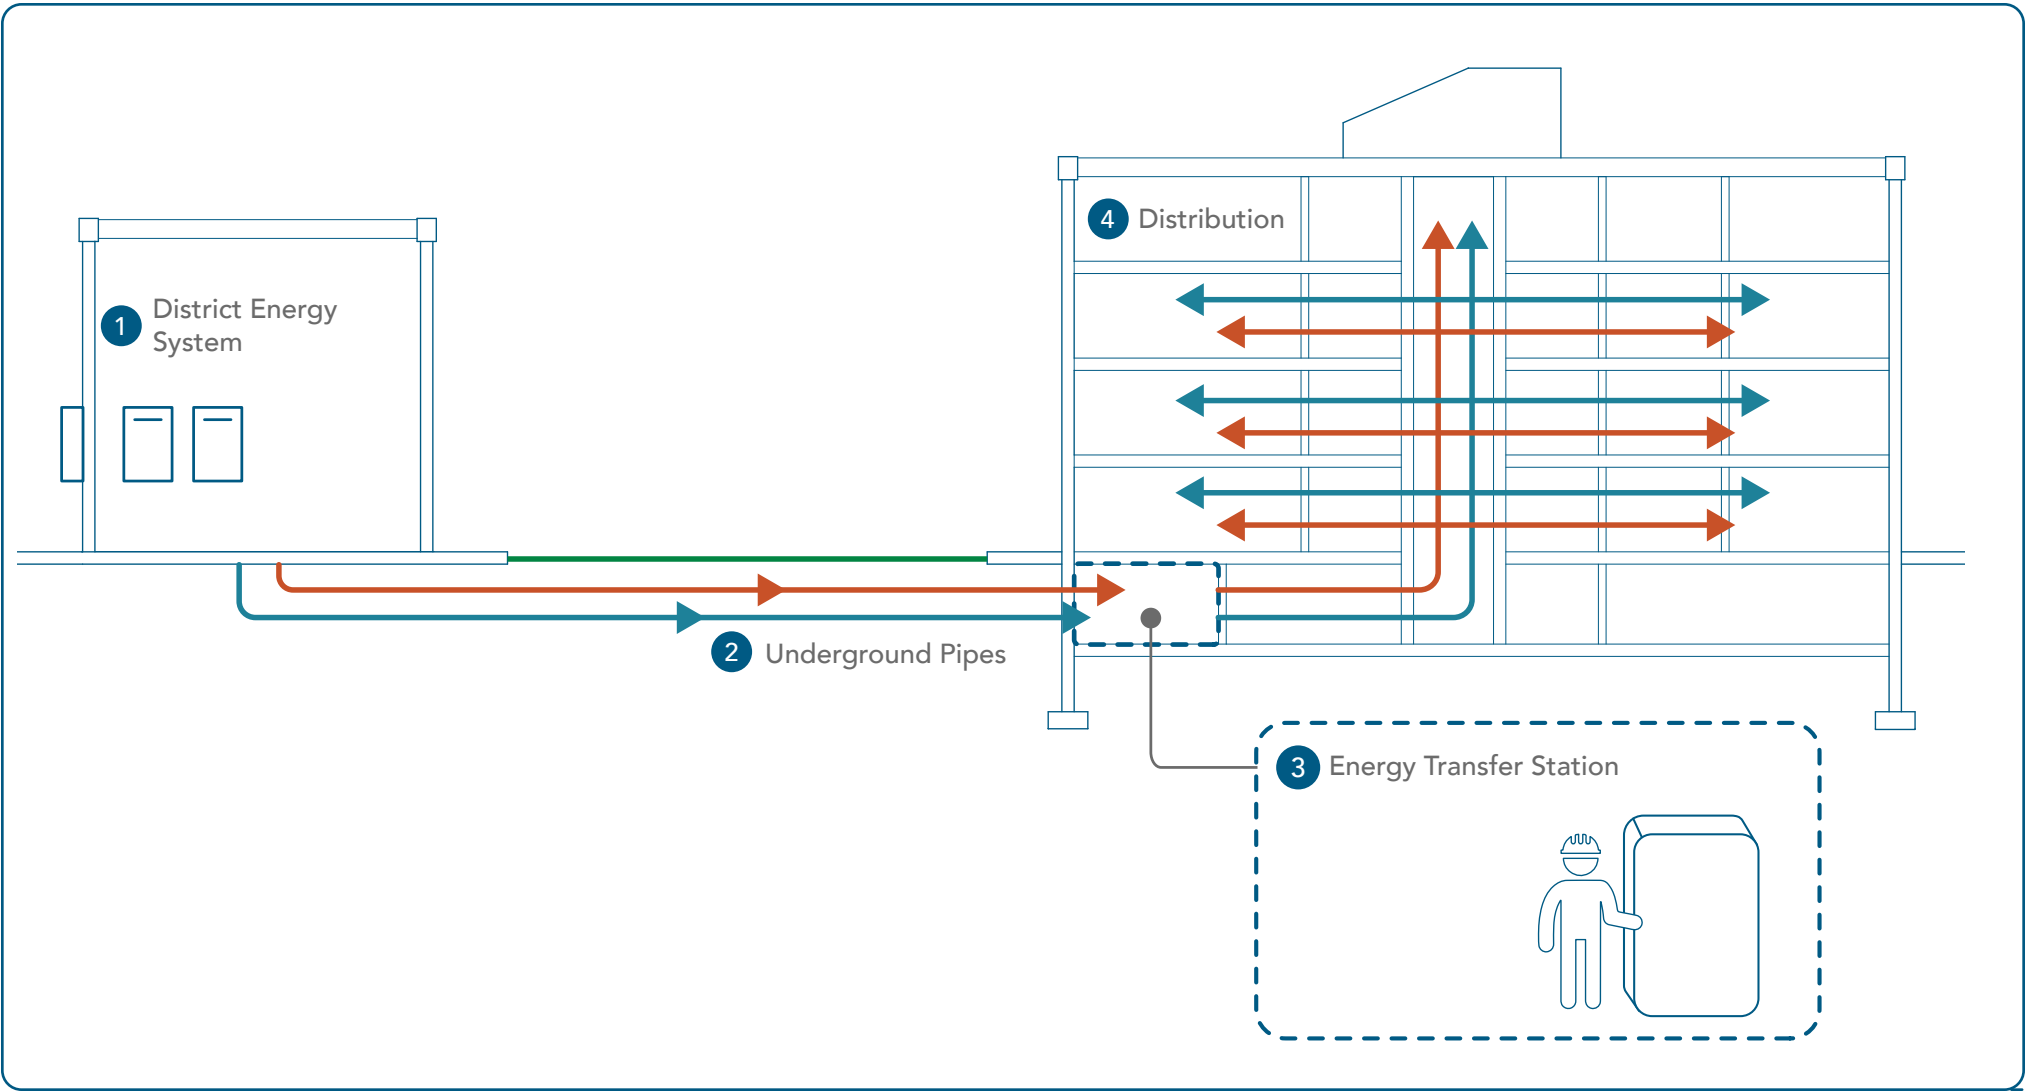 1 District Energy
System
2 Underground Pipes
3 Energy Transfer Station
4 Distribution